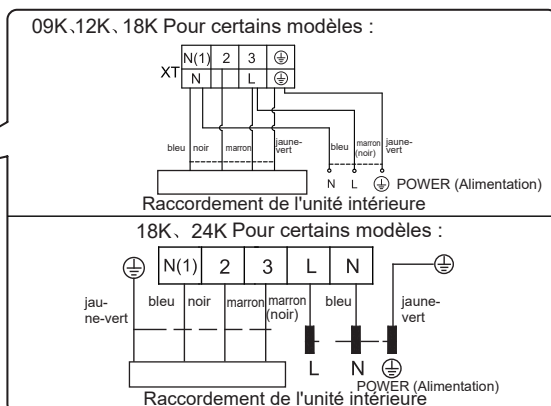 09K、12K、18K Pour certains modèles :
N(1) 2 3
XT
N L
bleu noir marron jaune-vert bleu marron (noir) jaune-vert
N L POWER (Alimentation)
Raccordement de l'unité intérieure
18K、24K Pour certains modèles :
N(1) 2 3 L N
jau-ne-vert bleu noir marron marron (noir) bleu jaune-vert
L N
POWER (Alimentation)
Raccordement de l'unité intérieure